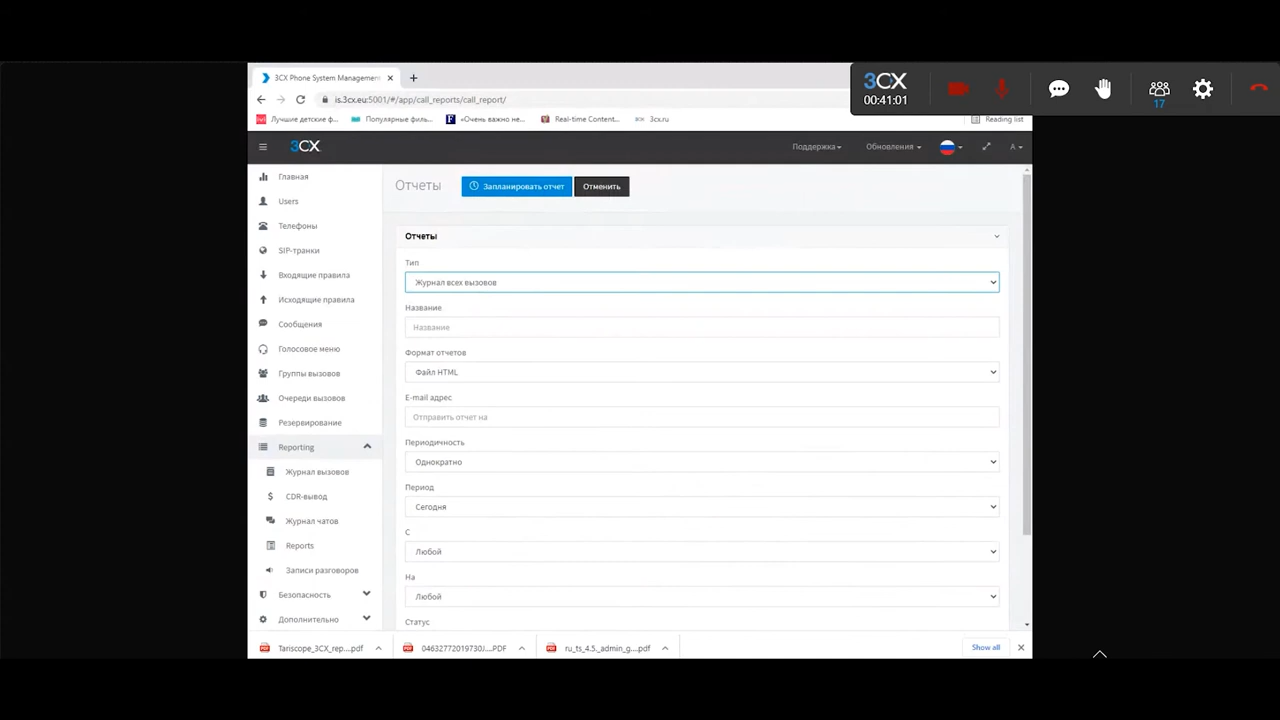 3CX Phone System Management
3CX
00:41:01
17
is.3cx.eu:5001/#/app/call_reports/call_report/
Лучшие детские ф...
Популярные филь...
«Очень важно не...
Real-time Content...
3cx.ru
Reading list
3CX
Поддержка
Обновления
A
Главная
Users
Телефоны
SIP-транки
Входящие правила
Исходящие правила
Сообщения
Голосовое меню
Группы вызовов
Очереди вызовов
Резервирование
Reporting
Журнал вызовов
CDR-вывод
Журнал чатов
Reports
Записи разговоров
Безопасность
Дополнительно
Отчеты
Запланировать отчет
Отменить
Отчеты
Тип
Журнал всех вызовов
Название
Название
Формат отчетов
Файл HTML
E-mail адрес
Отправить отчет на
Периодичность
Однократно
Период
Сегодня
С
Любой
На
Любой
Статус
Tariscope_3CX_rep....pdf
ru_ts_4.5._admin_g....pdf
Show all